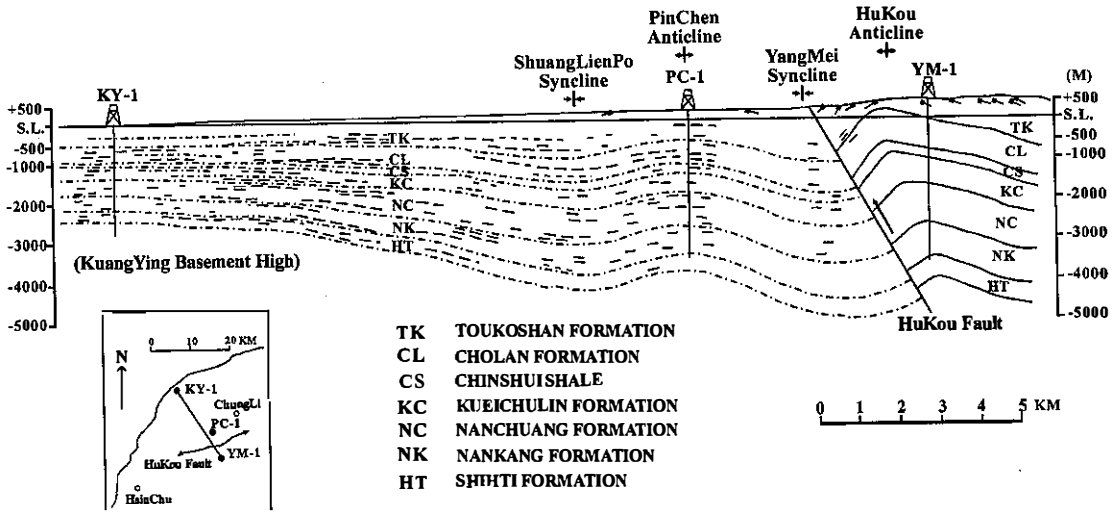 PinChen
Anticline
HuKou
Anticline
ShuangLienPo
Syncline
YangMei
Syncline
KY-1
PC-1
YM-1
(M)
+500
S.L.
-500
-1000
-2000
-3000
-4000
-5000
+500
S.L.
-500
-1000
-2000
-3000
-4000
-5000
TK
CL
CS
KC
NC
NK
HT
TK
CL
CS
KC
NC
NK
HT
(KuangYing Basement High)
HuKou Fault
0 10 20 KM
N
KY-1
ChungLi
PC-1
YM-1
HuKou Fault
HsinChu
TK TOUKOSHAN FORMATION
CL CHOLAN FORMATION
CS CHINSHUI SHALE
KC KUEICHULIN FORMATION
NC NANCHUANG FORMATION
NK NANKANG FORMATION
HT SHIHTI FORMATION
0 1 2 3 4 5 KM